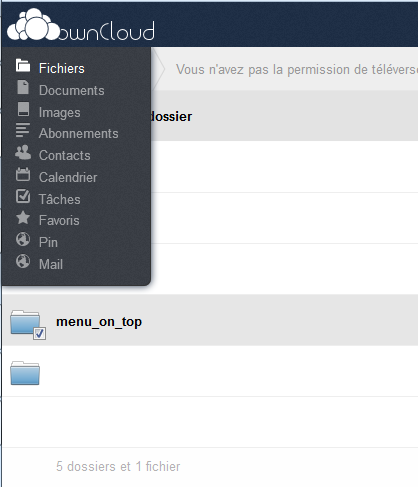 ownCloud
Fichiers
Vous n'avez pas la permission de
Documents
dossier
Images
Abonnements
Contacts
Calendrier
Tâches
Favoris
Pin
Mail
menu_on_top
5 dossiers et 1 fichier